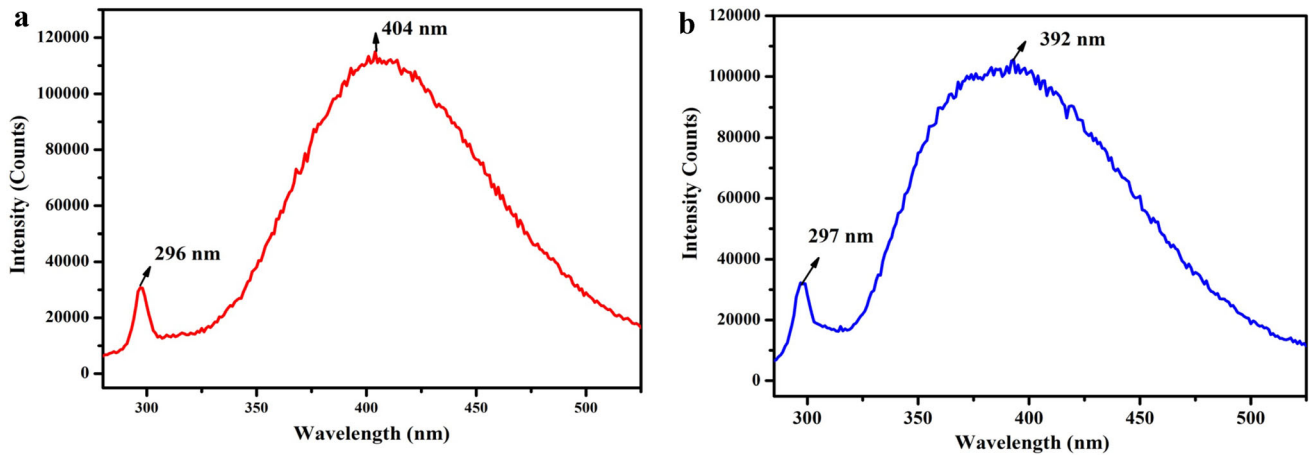 a
404 nm
296 nm
120000
100000
80000
60000
40000
20000
0
300
350
400
450
500
Intensity (Counts)
Wavelength (nm)
b
392 nm
297 nm
120000
100000
80000
60000
40000
20000
0
300
350
400
450
500
Intensity Counts)
Wavelength (nm)